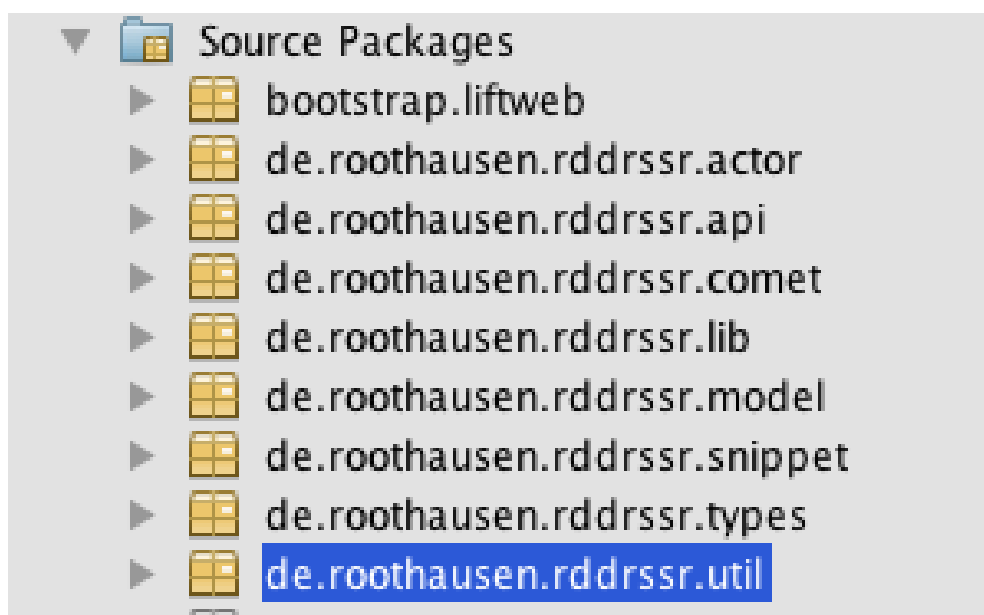 Source Packages
bootstrap.liftweb
de.roothausen.rddrssr.actor
de.roothausen.rddrssr.api
de.roothausen.rddrssr.comet
de.roothausen.rddrssr.lib
de.roothausen.rddrssr.model
de.roothausen.rddrssr.snippet
de.roothausen.rddrssr.types
de.roothausen.rddrssr.util